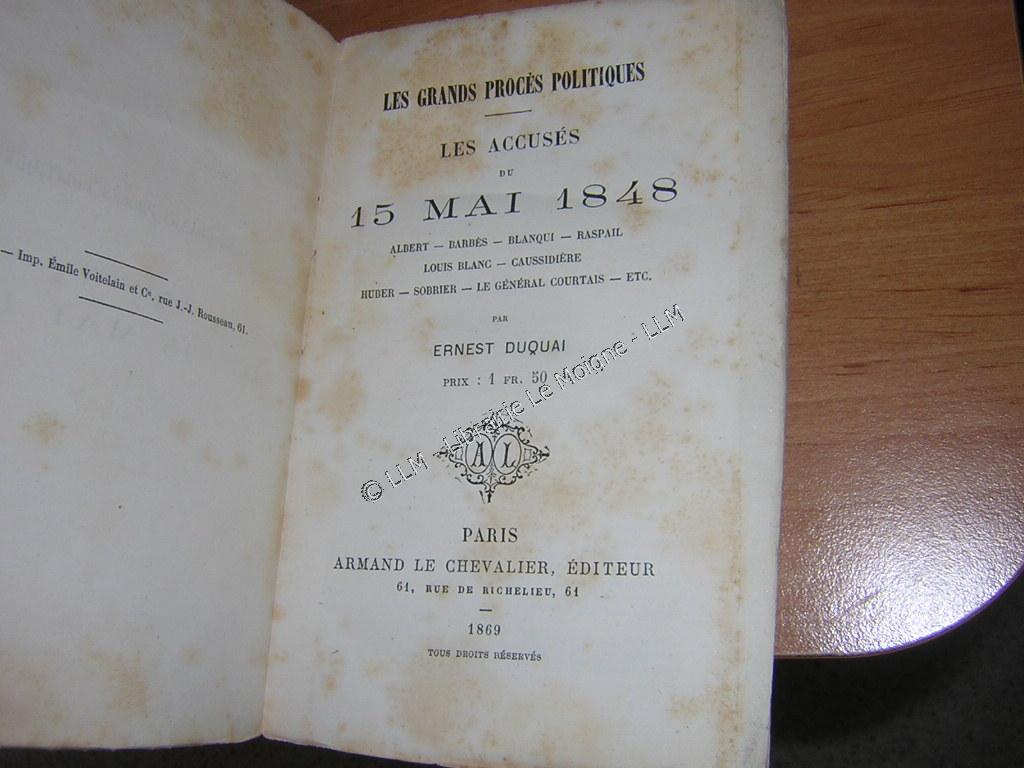 — Imp. Émile Voitelain et Cᵉ, rue J.-J. Rousseau, 61.
LES GRANDS PROCÈS POLITIQUES
LES ACCUSÉS
DU
15 MAI 1848
ALBERT — BARBÈS — BLANQUI — RASPAIL
LOUIS BLANC — CAUSSIDIÈRE
HUBER — SOBRIER — LE GÉNÉRAL COURTAIS — ETC.
PAR
ERNEST DUQUAI
PRIX : 1 FR. 50
© LLM - Librairie Le Moigne - LLM
A L
PARIS
ARMAND LE CHEVALIER, ÉDITEUR
61, RUE DE RICHELIEU, 61
1869
TOUS DROITS RÉSERVÉS